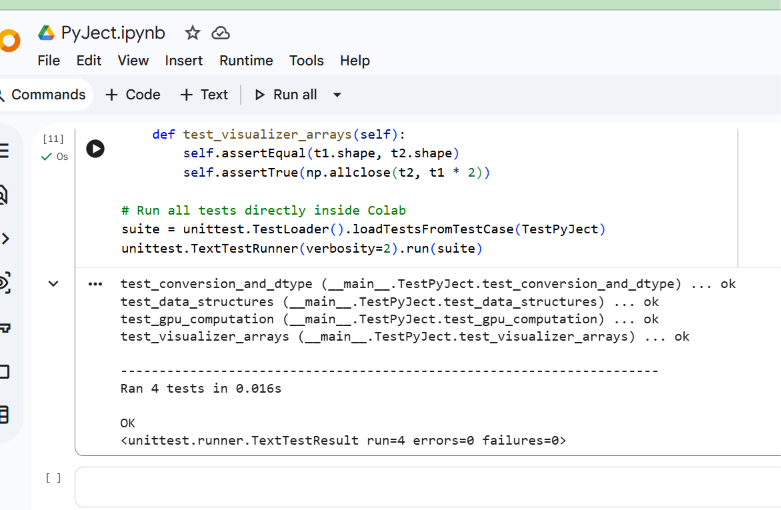 PyJect.ipynb
File Edit View Insert Runtime Tools Help
Commands + Code + Text Run all
[11]
0s
def test_visualizer_arrays(self):
self.assertEqual(t1.shape, t2.shape)
self.assertTrue(np.allclose(t2, t1 * 2))
# Run all tests directly inside Colab
suite = unittest.TestLoader().loadTestsFromTestCase(TestPyJect)
unittest.TextTestRunner(verbosity=2).run(suite)
test_conversion_and_dtype (__main__.TestPyJect.test_conversion_and_dtype) ... ok
test_data_structures (__main__.TestPyJect.test_data_structures) ... ok
test_gpu_computation (__main__.TestPyJect.test_gpu_computation) ... ok
test_visualizer_arrays (__main__.TestPyJect.test_visualizer_arrays) ... ok
----------------------------------------------------------------------
Ran 4 tests in 0.016s
OK
<unittest.runner.TextTestResult run=4 errors=0 failures=0>
[ ]